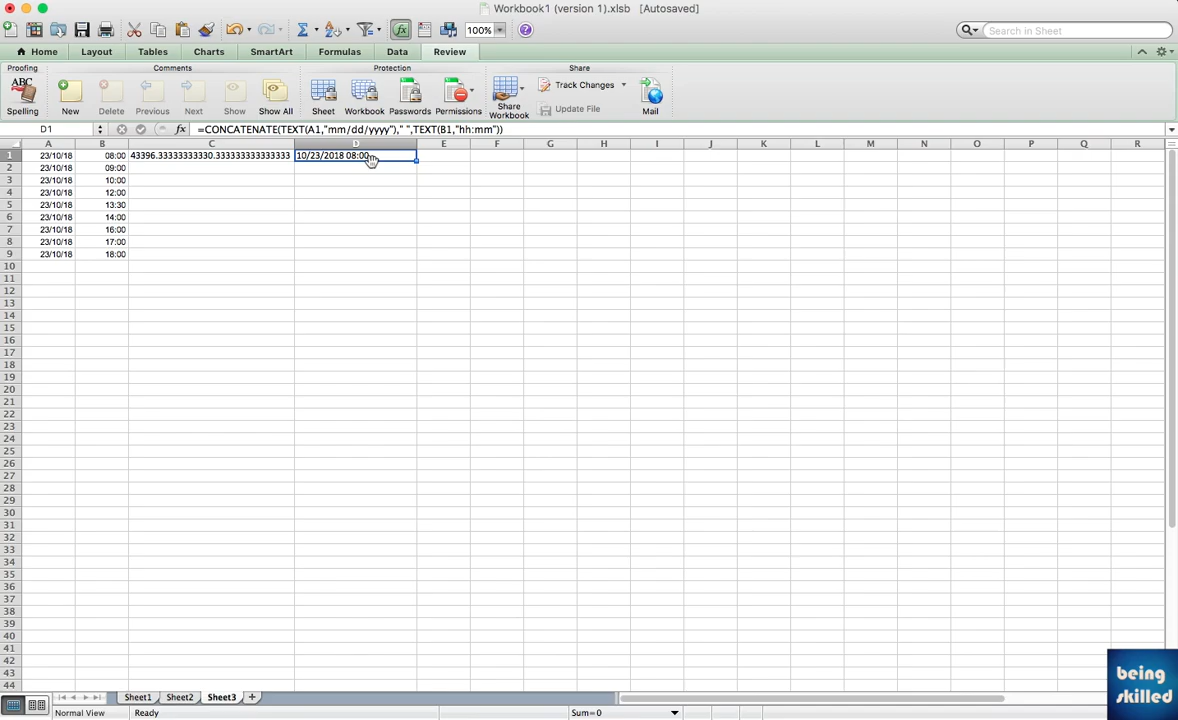 Workbook1 (version 1).xlsb [Autosaved]
100%
Search in Sheet
Home Layout Tables Charts SmartArt Formulas Data Review
Proofing Comments Protection Share
ABC
Spelling New Delete Previous Next Show Show All Sheet Workbook Passwords Permissions Share Workbook Track Changes Update File Mail
D1 fx =CONCATENATE(TEXT(A1,"mm/dd/yyyy")," ",TEXT(B1,"hh:mm"))
A B C D E F G H I J K L M N O P Q R
1 23/10/18 08:00 43396.33333333330.333333333333333 10/23/2018 08:00
2 23/10/18 09:00
3 23/10/18 10:00
4 23/10/18 12:00
5 23/10/18 13:30
6 23/10/18 14:00
7 23/10/18 16:00
8 23/10/18 17:00
9 23/10/18 18:00
10
11
12
13
14
15
16
17
18
19
20
21
22
23
24
25
26
27
28
29
30
31
32
33
34
35
36
37
38
39
40
41
42
43
44
being
skilled
Sheet1 Sheet2 Sheet3
Normal View Ready Sum=0